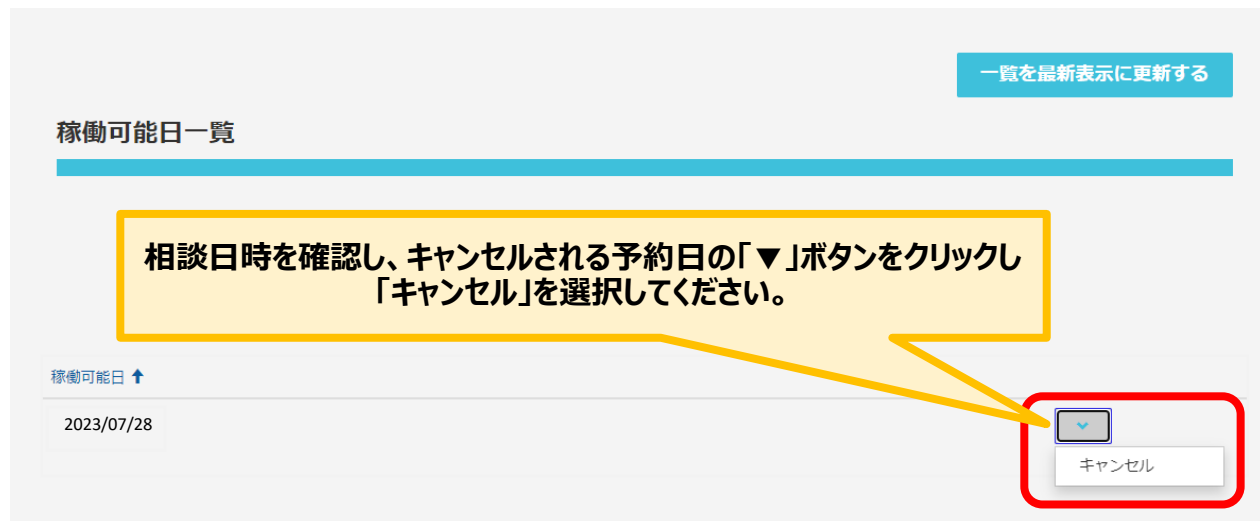 一覧を最新表示に更新する
稼働可能日一覧
相談日時を確認し、キャンセルされる予約日の「▼」ボタンをクリックし
「キャンセル」を選択してください。
稼働可能日 ↑
2023/07/28
キャンセル